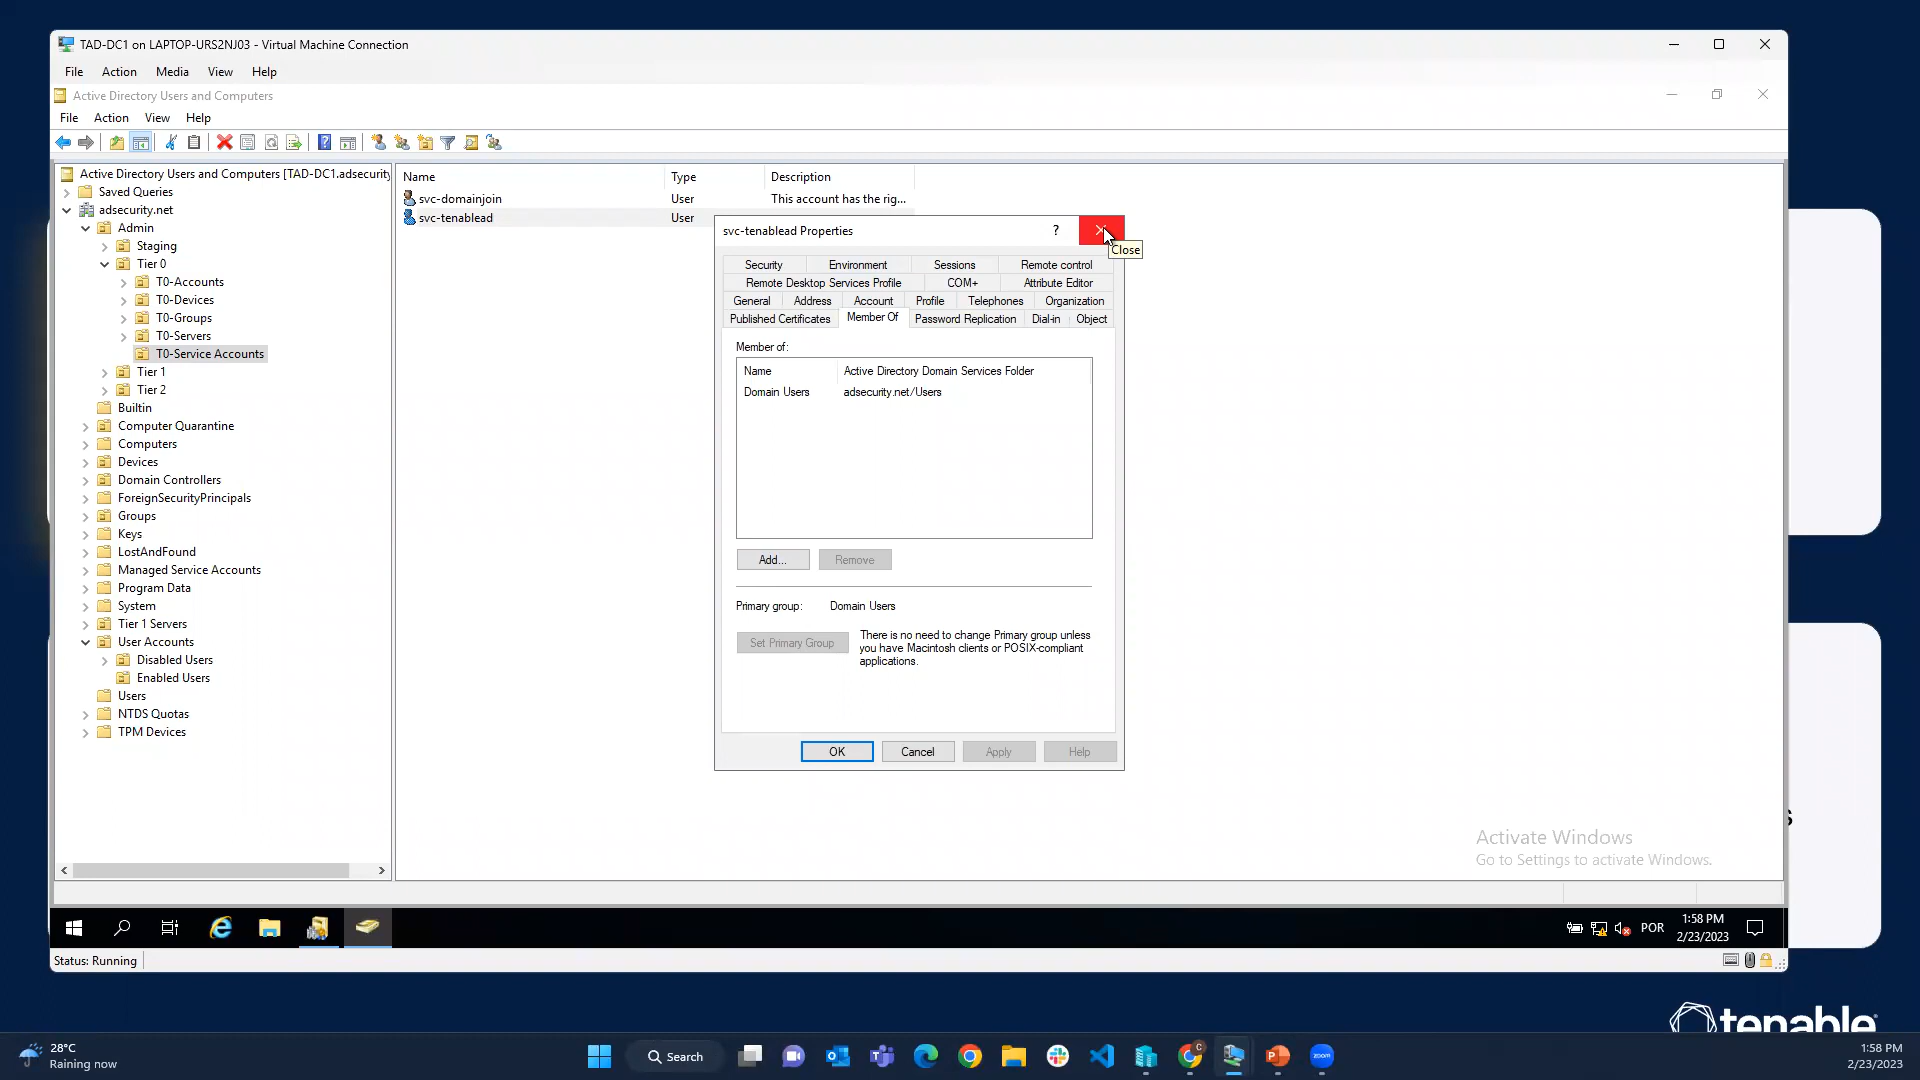 TAD-DC1 on LAPTOP-URS2NJ03 - Virtual Machine Connection
File Action Media View Help
Active Directory Users and Computers
File Action View Help
Active Directory Users and Computers [TAD-DC1.adsecurity
Saved Queries
adsecurity.net
Admin
Staging
Tier 0
T0-Accounts
T0-Devices
T0-Groups
T0-Servers
T0-Service Accounts
Tier 1
Tier 2
Builtin
Computer Quarantine
Computers
Devices
Domain Controllers
ForeignSecurityPrincipals
Groups
Keys
LostAndFound
Managed Service Accounts
Program Data
System
Tier 1 Servers
User Accounts
Disabled Users
Enabled Users
Users
NTDS Quotas
TPM Devices
Name Type Description
svc-domainjoin User This account has the rig...
svc-tenablead User
svc-tenablead Properties ?
Close
Security Environment Sessions Remote control
Remote Desktop Services Profile COM+ Attribute Editor
General Address Account Profile Telephones Organization
Published Certificates Member Of Password Replication Dial-in Object
Member of:
Name Active Directory Domain Services Folder
Domain Users adsecurity.net/Users
Add... Remove
Primary group: Domain Users
Set Primary Group
There is no need to change Primary group unless
you have Macintosh clients or POSIX-compliant
applications.
OK Cancel Apply Help
Activate Windows
Go to Settings to activate Windows.
POR
1:58 PM
2/23/2023
Status: Running
tenable
28°C
Raining now
Search
zoom
1:58 PM
2/23/2023